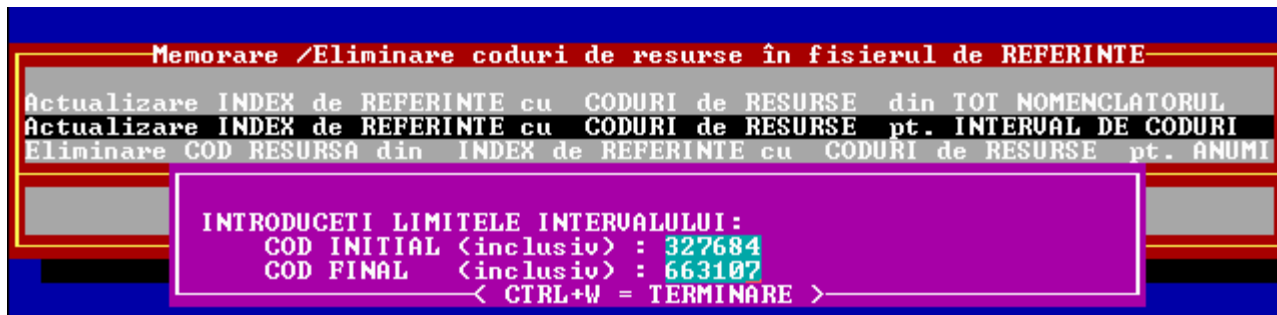 Memorare /Eliminare coduri de resurse în fisierul de REFERINTE
Actualizare INDEX de REFERINTE cu CODURI de RESURSE din TOT NOMENCLATORUL
Actualizare INDEX de REFERINTE cu CODURI de RESURSE pt. INTERVAL DE CODURI
Eliminare COD RESURSA din INDEX de REFERINTE cu CODURI de RESURSE pt. ANUMI
INTRODUCETI LIMITELE INTERVALULUI:
COD INITIAL (inclusiv) : 327684
COD FINAL (inclusiv) : 663107
< CTRL+W = TERMINARE >